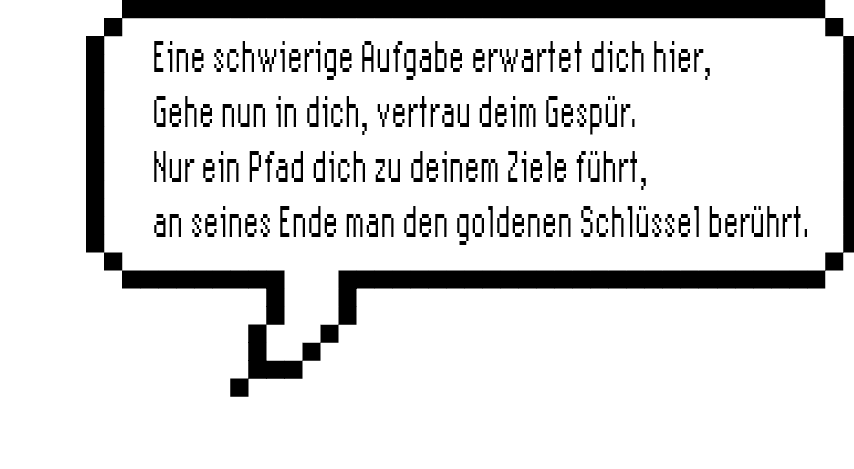 Eine schwierige Aufgabe erwartet dich hier,
Gehe nun in dich, vertrau deim Gespür.
Nur ein Pfad dich zu deinem Ziele führt,
an seines Ende man den goldenen Schlüssel berührt.